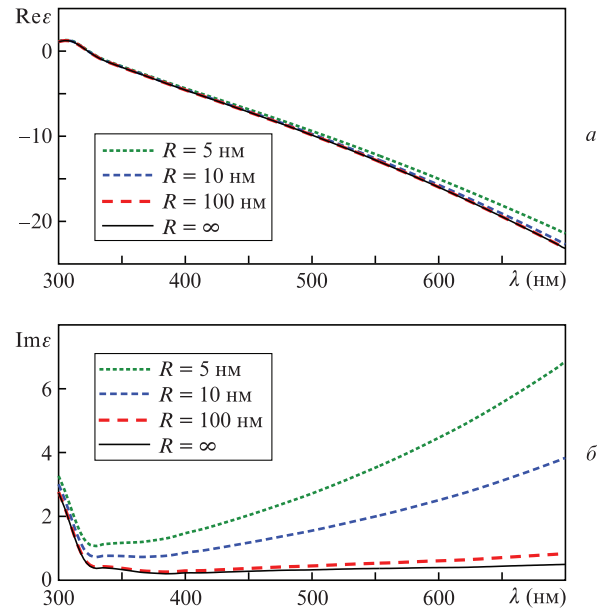 Reε
0
−10
−20
R = 5 нм
R = 10 нм
R = 100 нм
R = ∞
а
300 400 500 600 λ (нм)
Imε
6
4
2
0
R = 5 нм
R = 10 нм
R = 100 нм
R = ∞
б
300 400 500 600 λ (нм)